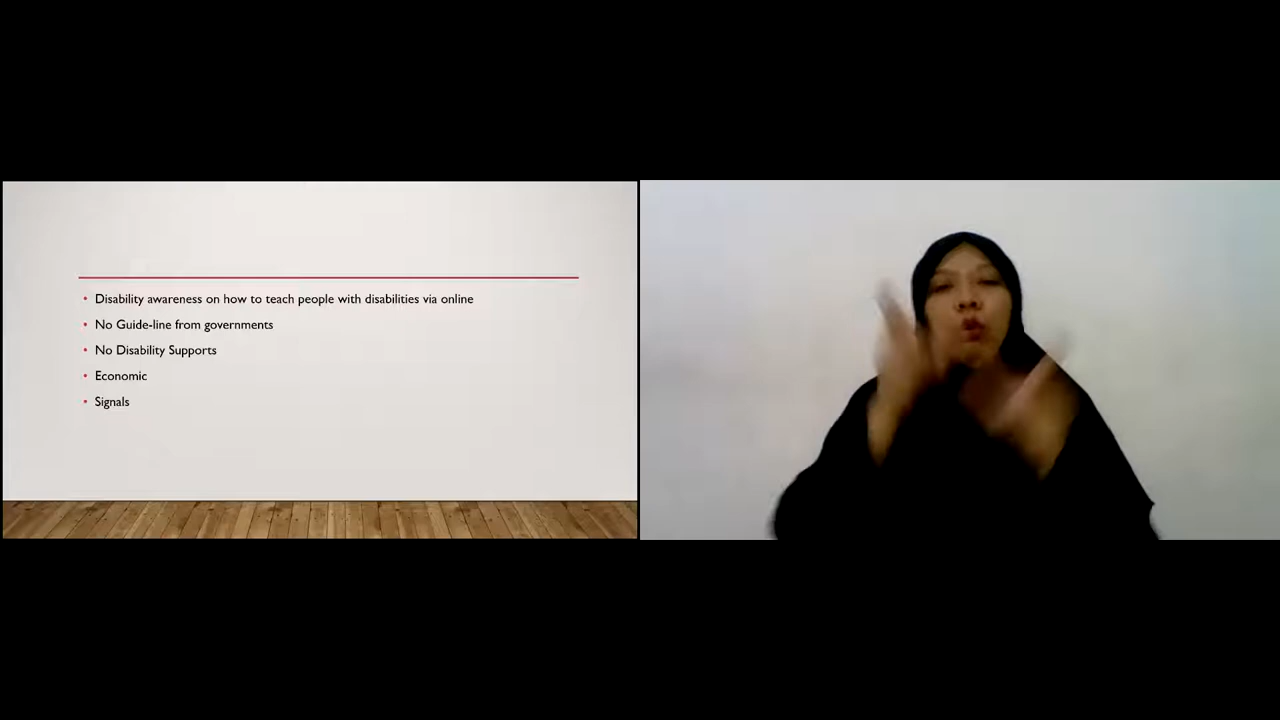 • Disability awareness on how to teach people with disabilities via online
• No Guide-line from governments
• No Disability Supports
• Economic
• Signals